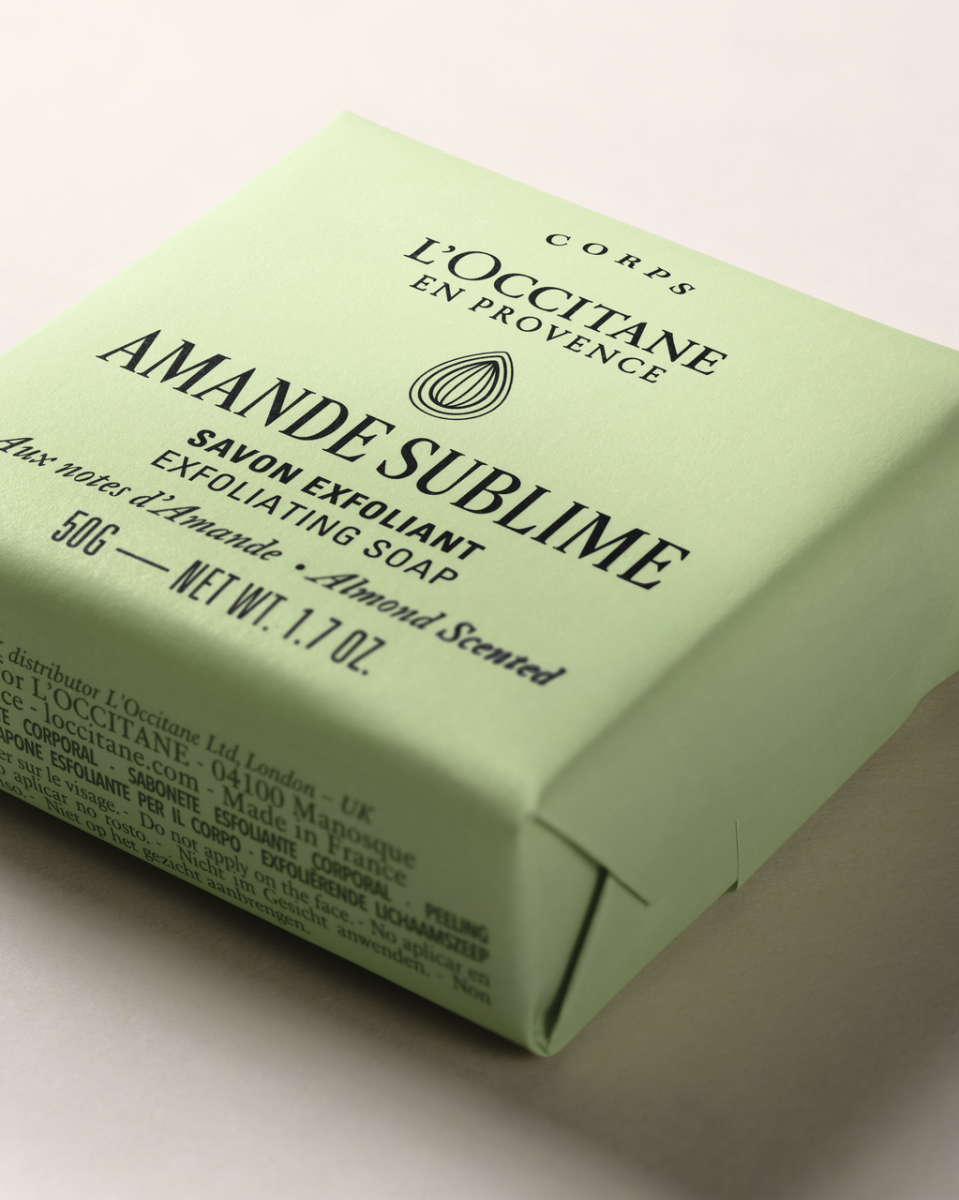 CORPS
L'OCCITANE
EN PROVENCE
AMANDE SUBLIME
SAVON EXFOLIANT
EXFOLIATING SOAP
Aux notes d'Amande • Almond Scented
50G — NET WT. 1.7 OZ.
distributor L'Occitane Ltd, London – UK
or L'OCCITANE - 04100 Manosque
ce - loccitane.com - Made in France
TE CORPORAL · SABONETE ESFOLIANTE CORPORAL · PEELING
APONE ESFOLIANTE PER IL CORPO · EXFOLIËRENDE LICHAAMSZEEP
er sur le visage. - Do not apply on the face. - No aplicar en
o aplicar no rosto. - Nicht im Gesicht anwenden. - Non
iso. - Niet op het gezicht aanbrengen.